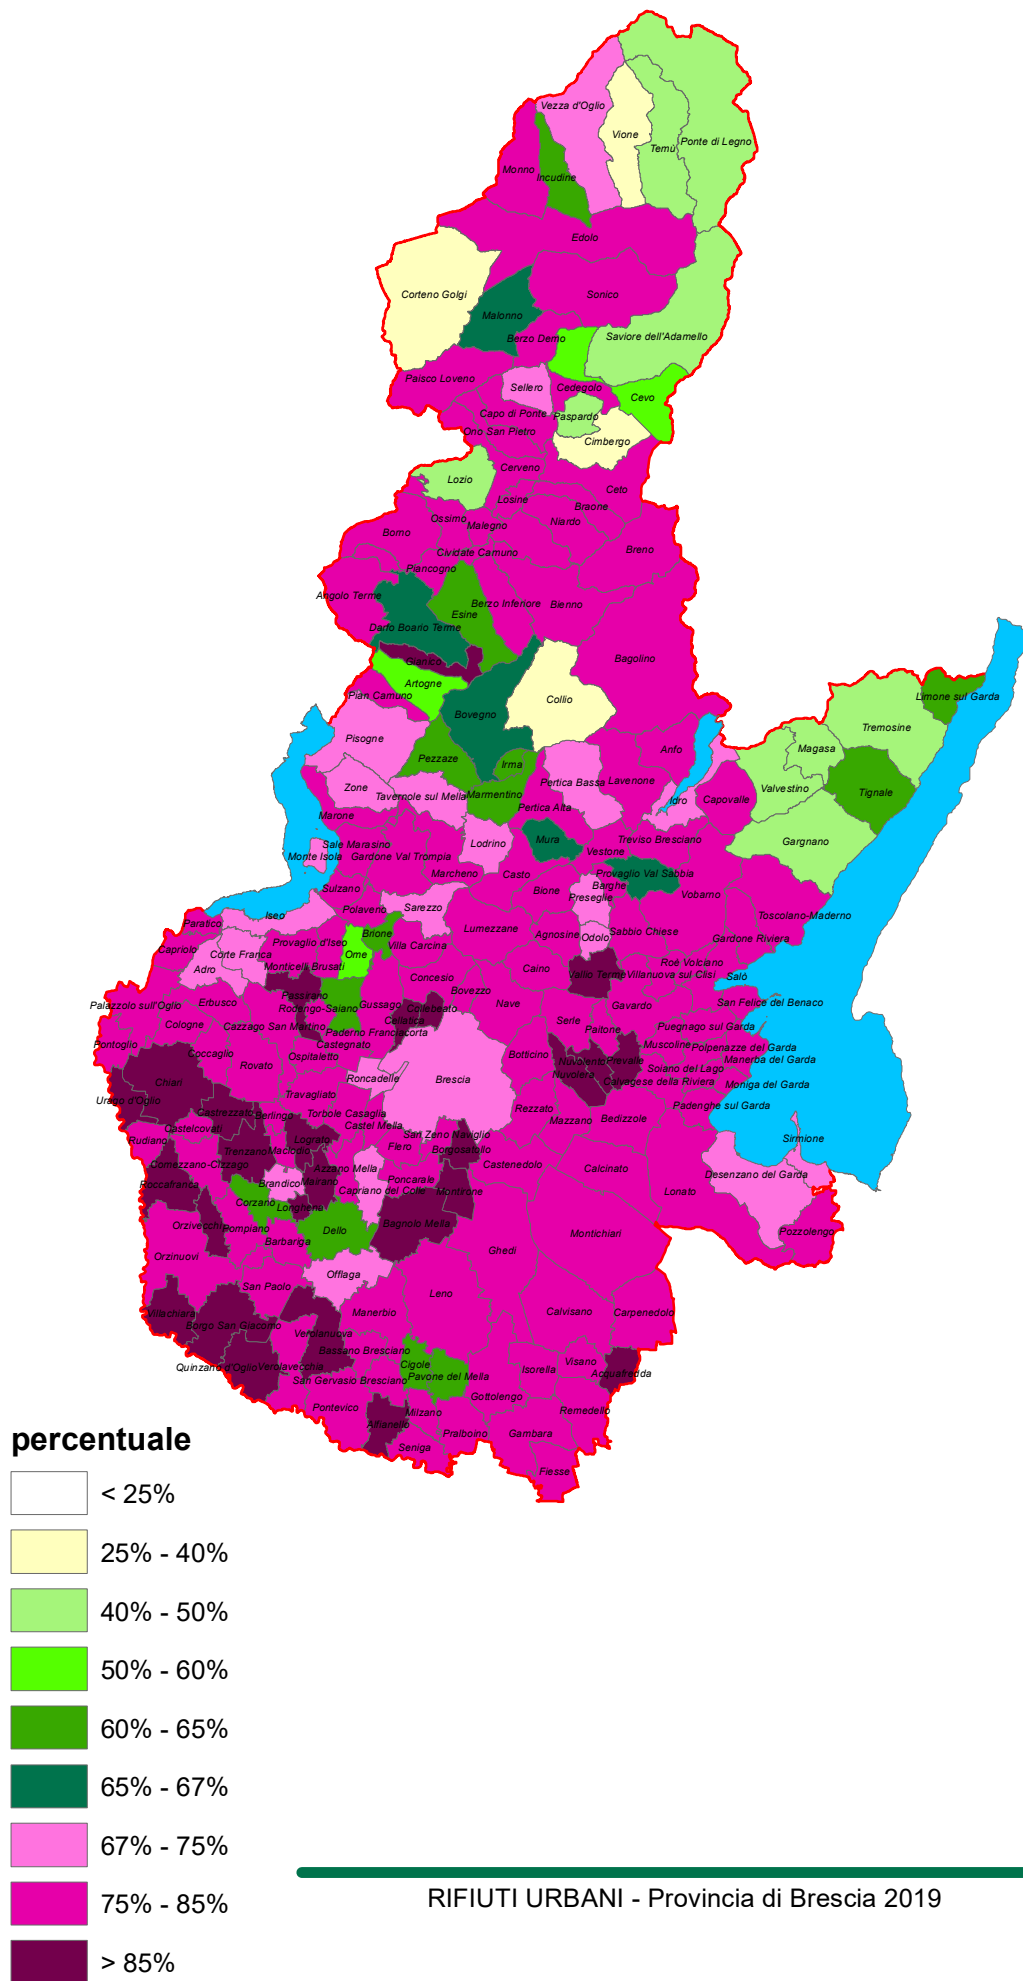 Vezza d'Oglio
Vione
Temù
Ponte di Legno
Monno
Incudine
Edolo
Corteno Golgi
Sonico
Malonno
Berzo Demo
Saviore dell'Adamello
Paisco Loveno
Sellero
Cedegolo
Cevo
Capo di Ponte
Paspardo
Ono San Pietro
Cimbergo
Cerveno
Lozio
Ceto
Losine
Braone
Ossimo
Malegno
Niardo
Borno
Cividate Camuno
Breno
Piancogno
Angolo Terme
Berzo Inferiore
Bienno
Esine
Darfo Boario Terme
Gianico
Bagolino
Artogne
Pian Camuno
Collio
Limone sul Garda
Bovegno
Tremosine
Pisogne
Anfo
Magasa
Pezzaze
Irma
Pertica Bassa
Lavenone
Zone
Tavernole sul Mella
Marmentino
Idro
Capovalle
Valvestino
Tignale
Pertica Alta
Marone
Sale Marasino
Lodrino
Mura
Treviso Bresciano
Gargnano
Monte Isola
Gardone Val Trompia
Vestone
Marcheno
Casto
Provaglio Val Sabbia
Sulzano
Bione
Barghe
Preseglie
Vobarno
Polaveno
Sarezzo
Iseo
Toscolano-Maderno
Paratico
Brione
Lumezzane
Agnosine
Odolo
Sabbio Chiese
Gardone Riviera
Capriolo
Corte Franca
Provaglio d'Iseo
Ome
Villa Carcina
Adro
Monticelli Brusati
Caino
Vallio Terme
Villanuova sul Clisi
Roè Volciano
Salò
Concesio
Bovezzo
Passirano
Palazzolo sull'Oglio
Erbusco
Rodengo-Saiano
Gussago
Collebeato
Nave
Gavardo
San Felice del Benaco
Cologne
Cazzago San Martino
Paderno Franciacorta
Cellatica
Serle
Paitone
Puegnago sul Garda
Pontoglio
Coccaglio
Castegnato
Muscoline
Polpenazze del Garda
Ospitaletto
Botticino
Nuvolento
Prevalle
Manerba del Garda
Rovato
Soiano del Lago
Chiari
Roncadelle
Brescia
Nuvolera
Calvagese della Riviera
Moniga del Garda
Urago d'Oglio
Travagliato
Castrezzato
Berlingo
Torbole Casaglia
Rezzato
Mazzano
Bedizzole
Padenghe sul Garda
Castelcovati
Castel Mella
Rudiano
Lograto
San Zeno Naviglio
Sirmione
Trenzano
Maclodio
Flero
Borgosatollo
Comezzano-Cizzago
Azzano Mella
Castenedolo
Calcinato
Desenzano del Garda
Roccafranca
Brandico
Mairano
Poncarale
Capriano del Colle
Montirone
Lonato
Corzano
Longhena
Orzivecchi
Pompiano
Dello
Bagnolo Mella
Montichiari
Pozzolengo
Barbariga
Orzinuovi
Ghedi
Offlaga
San Paolo
Leno
Villachiara
Borgo San Giacomo
Manerbio
Calvisano
Carpenedolo
Verolanuova
Bassano Bresciano
Quinzano d'Oglio
Verolavecchia
Cigole
Visano
San Gervasio Bresciano
Pavone del Mella
Isorella
Acquafredda
Gottolengo
Pontevico
Milzano
Remedello
Alfianello
Pralboino
Gambara
Seniga
Fiesse
percentuale
< 25%
25% - 40%
40% - 50%
50% - 60%
60% - 65%
65% - 67%
67% - 75%
75% - 85%
> 85%
RIFIUTI URBANI - Provincia di Brescia 2019